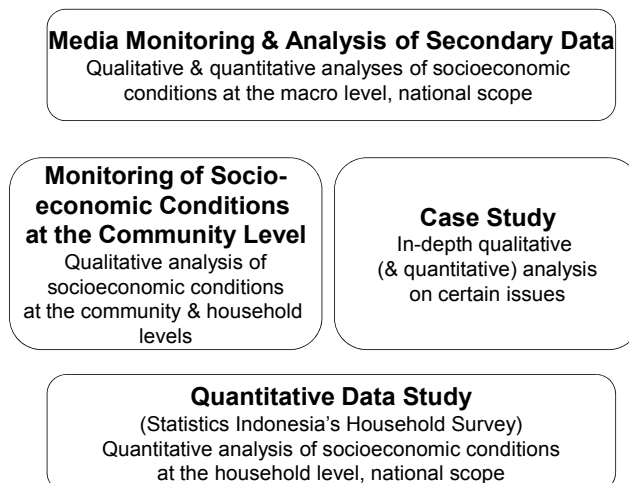 Media Monitoring & Analysis of Secondary Data
Qualitative & quantitative analyses of socioeconomic
conditions at the macro level, national scope
Monitoring of Socio-
economic Conditions
at the Community Level
Qualitative analysis of
socioeconomic conditions
at the community & household
levels
Case Study
In-depth qualitative
(& quantitative) analysis
on certain issues
Quantitative Data Study
(Statistics Indonesia’s Household Survey)
Quantitative analysis of socioeconomic conditions
at the household level, national scope